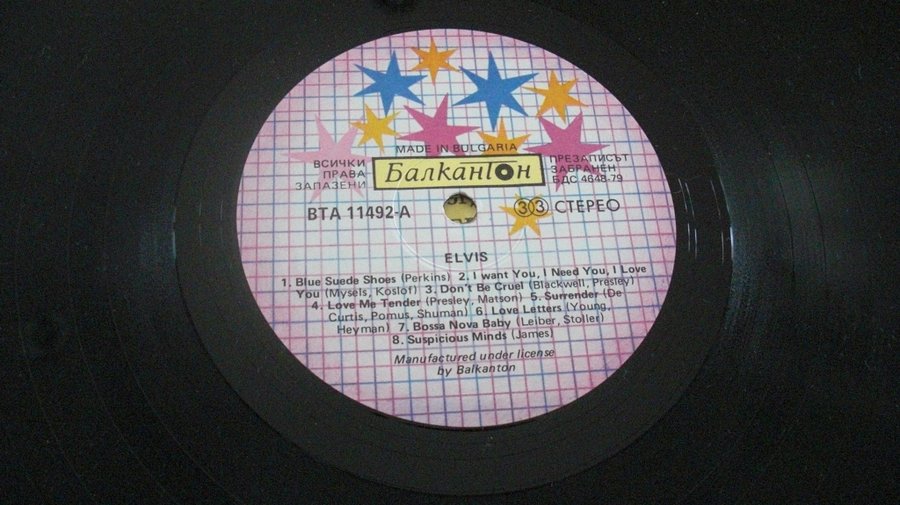 MADE IN BULGARIA
ВСИЧКИ
ПРАВА
ЗАПАЗЕНИ
Балкантон
ПРЕЗАПИСЪТ
ЗАБРАНЕН
БДС 4648-79
ВТА 11492-А
33 СТЕРЕО
ELVIS
1. Blue Suede Shoes (Perkins) 2. I want You, I Need You, I Love
You (Mysels, Koslof) 3. Don't Be Cruel (Blackwell, Presley)
4. Love Me Tender (Presley, Matson) 5. Surrender (De
Curtis, Pomus, Shuman) 6. Love Letters (Young,
Heyman) 7. Bossa Nova Baby (Leiber, Stoller)
8. Suspicious Minds (James)
Manufactured under license
by Balkanton